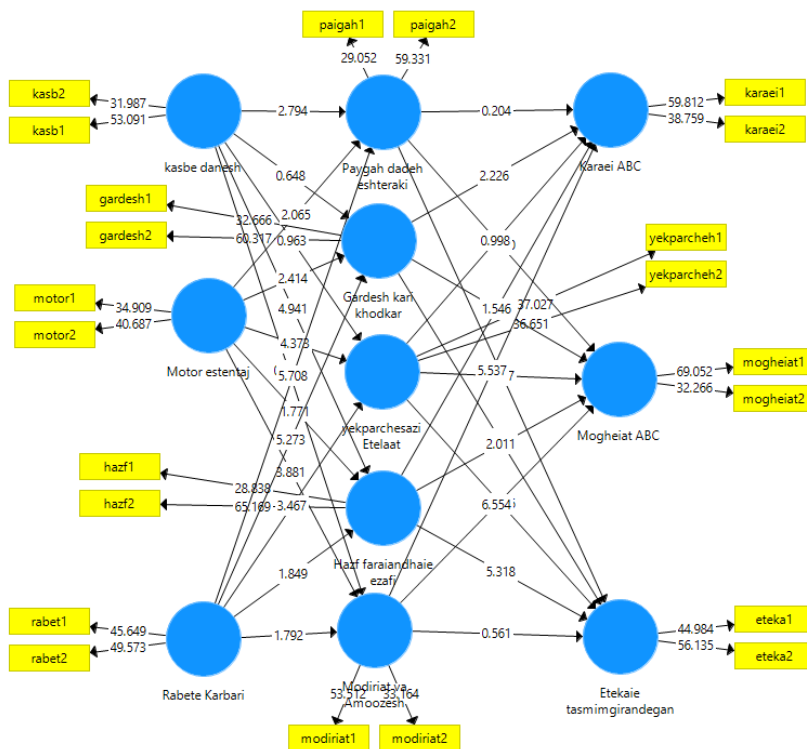 paigah1
paigah2
29.052
59.331
kasb2
31.987
kasb1
53.091
2.794
0.204
59.812
karaei1
38.759
karaei2
kasbe danesh
Paygah dadeh
eshteraki
Karaei ABC
0.648
2.226
gardesh1
32.666
2.065
gardesh2
60.317
0.963
0.998
yekparcheh1
yekparcheh2
2.414
Gardesh kari
khodkar
motor1
34.909
4.941
1.546
37.027
36.651
motor2
40.687
4.373
Motor estentaj
5.708
5.537
mogheiat1
69.052
mogheiat2
32.266
1.771
yekparchesazi
Etelaat
Mogheiat ABC
5.273
2.011
hazf1
28.838
3.881
hazf2
65.169
3.467
6.554
Hazf faraiandhaie
ezafi
1.849
5.318
rabet1
45.649
rabet2
49.573
1.792
0.561
44.984
eteka1
56.135
eteka2
Rabete Karbari
Modiriat va
Amoozesh
Etekaie
tasmimgirandegan
53.512
33.164
modiriat1
modiriat2